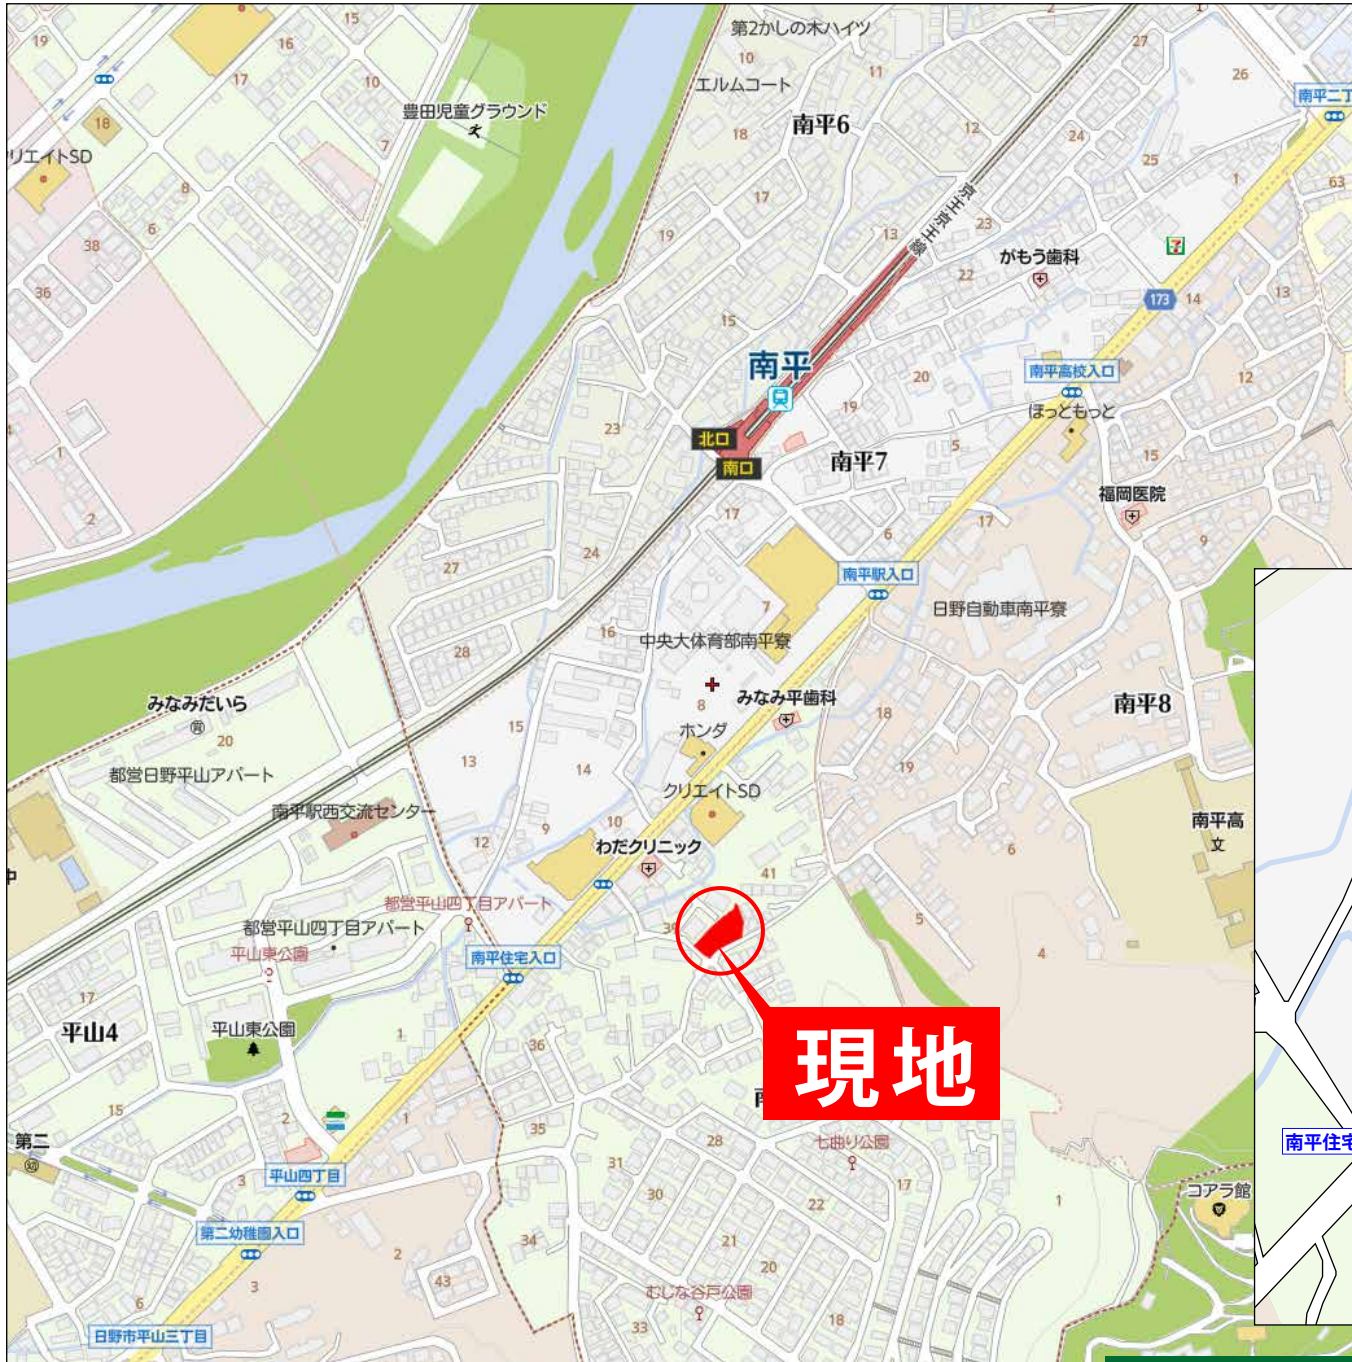 第2かしの木ハイツ
エルムコート
豊田児童グラウンド
南平6
南平二丁
リエイトSD
京王京王線
がもう歯科
173
南平
南平高校入口
ほっともっと
北口
南口
南平7
福岡医院
南平駅入口
日野自動車南平寮
中央大体育部南平寮
みなみだいら
みなみ平歯科
南平8
ホンダ
都営日野平山アパート
クリエイトSD
南平駅西交流センター
南平高
文
わだクリニック
中
都営平山四丁目アパート
都営平山四丁目アパート
平山東公園
南平住宅入口
平山4
平山東公園
現地
南平住宅
第二
七曲り公園
平山四丁目
コアラ館
第二幼稚園入口
むじな谷戸公園
日野市平山三丁目